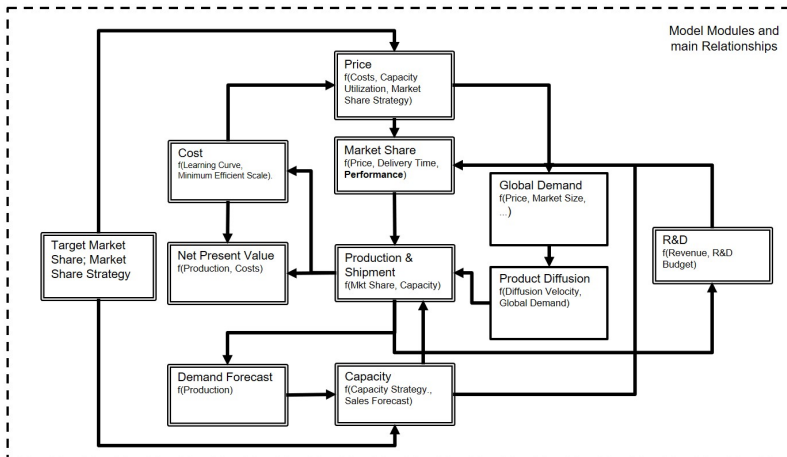 Model Modules and
main Relationships
Price
f(Costs, Capacity
Utilization, Market
Share Strategy)
Cost
f(Learning Curve,
Minimum Efficient Scale).
Market Share
f(Price, Delivery Time,
Performance)
Global Demand
f(Price, Market Size,
...)
Target Market
Share; Market
Share Strategy
Net Present Value
f(Production, Costs)
Production &
Shipment
f(Mkt Share, Capacity)
Product Diffusion
f(Diffusion Velocity,
Global Demand)
R&D
f(Revenue, R&D
Budget)
Demand Forecast
f(Production)
Capacity
f(Capacity Strategy.,
Sales Forecast)